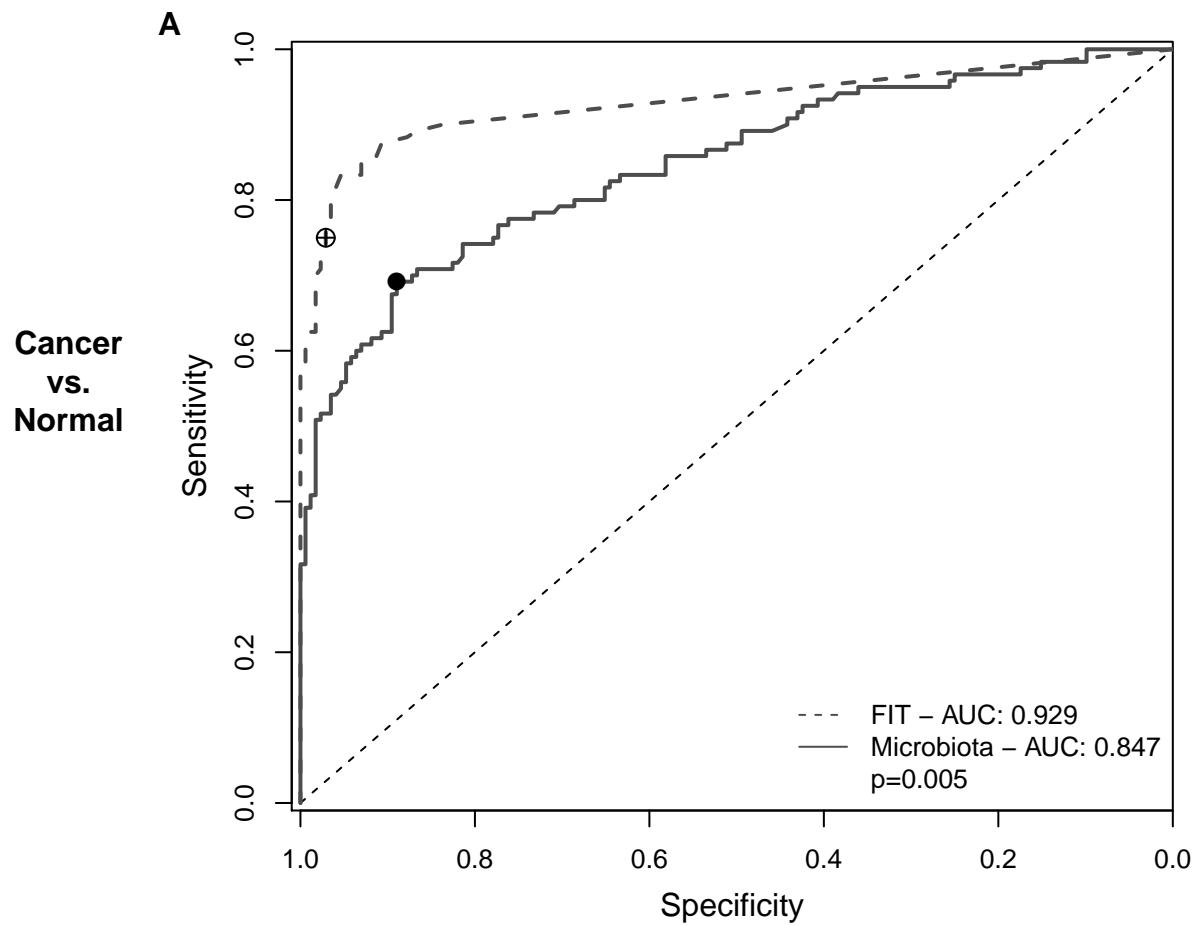 A
Cancer
vs.
Normal
Sensitivity
1.0
0.8
0.6
0.4
0.2
0.0
FIT – AUC: 0.929
Microbiota – AUC: 0.847
p=0.005
1.0 0.8 0.6 0.4 0.2 0.0
Specificity